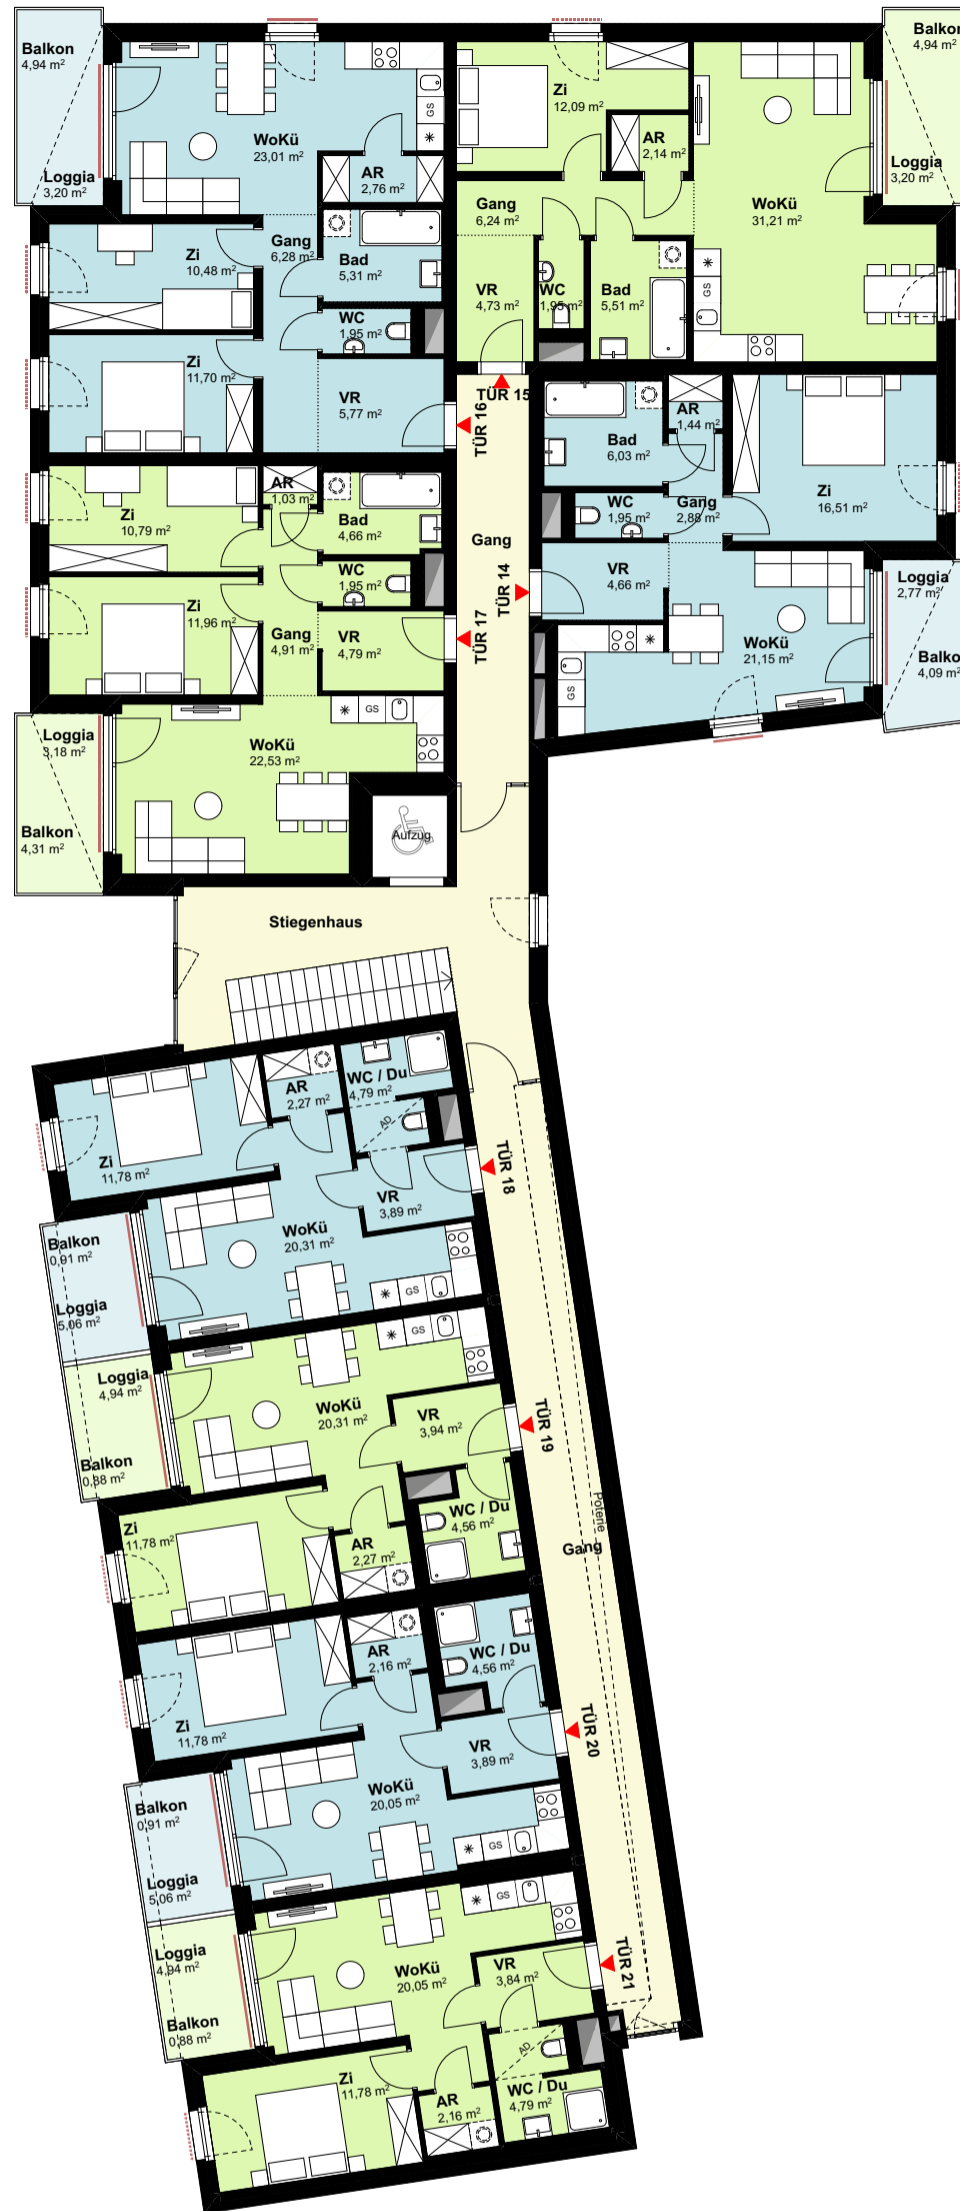 Balkon
4,94 m²
Loggia
3,20 m²
WoKü
23,01 m²
GS
AR
2,76 m²
Zi
10,48 m²
Gang
6,28 m²
Bad
5,31 m²
WC
1,95 m²
Zi
11,70 m²
VR
5,77 m²
TÜR 16
Zi
12,09 m²
AR
2,14 m²
Gang
6,24 m²
VR
4,73 m²
WC
1,95 m²
Bad
5,51 m²
GS
WoKü
31,21 m²
Balkon
4,94 m²
Loggia
3,20 m²
TÜR 15
Bad
6,03 m²
AR
1,44 m²
Zi
16,51 m²
WC
1,95 m²
Gang
2,88 m²
VR
4,66 m²
WoKü
21,15 m²
GS
Loggia
2,77 m²
Balko
4,09 m²
TÜR 14
Gang
TÜR 17
Zi
10,79 m²
AR
1,03 m²
Bad
4,66 m²
WC
1,95 m²
Zi
11,96 m²
Gang
4,91 m²
VR
4,79 m²
Loggia
3,18 m²
WoKü
22,53 m²
GS
Balkon
4,31 m²
Aufzug
Stiegenhaus
AR
2,27 m²
WC / Du
4,79 m²
AD
Zi
11,78 m²
VR
3,89 m²
TÜR 18
WoKü
20,31 m²
GS
Balkon
0,91 m²
Loggia
5,06 m²
Loggia
4,94 m²
Balkon
0,88 m²
GS
WoKü
20,31 m²
VR
3,94 m²
TÜR 19
Zi
11,78 m²
AR
2,27 m²
WC / Du
4,56 m²
Poterie
Gang
AR
2,16 m²
WC / Du
4,56 m²
Zi
11,78 m²
VR
3,89 m²
TÜR 20
WoKü
20,05 m²
GS
Balkon
0,91 m²
Loggia
5,06 m²
Loggia
4,94 m²
Balkon
0,88 m²
GS
WoKü
20,05 m²
VR
3,84 m²
TÜR 21
AD
Zi
11,78 m²
AR
2,16 m²
WC / Du
4,79 m²